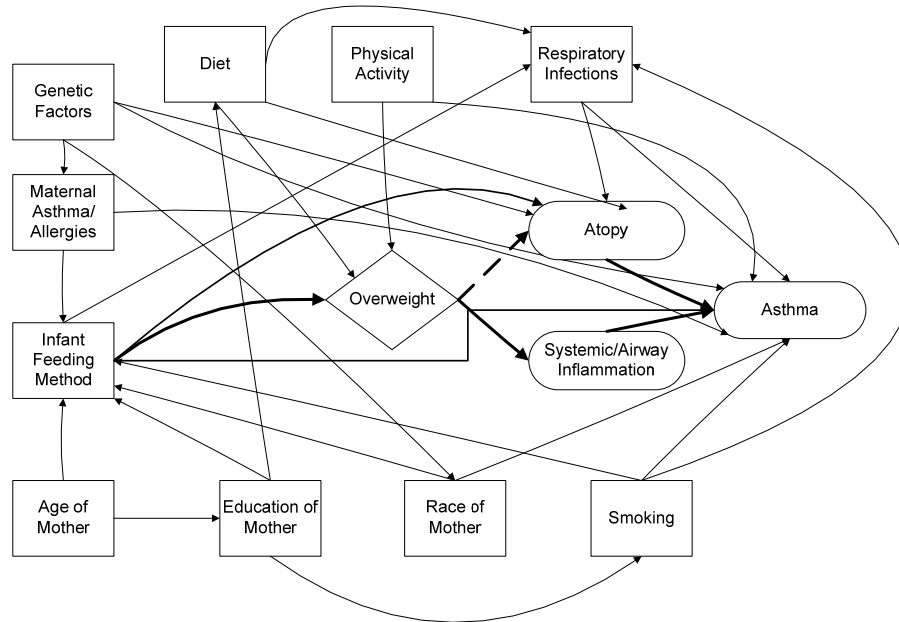 Diet
Physical
Activity
Respiratory
Infections
Genetic
Factors
Maternal
Asthma/
Allergies
Atopy
Overweight
Asthma
Infant
Feeding
Method
Systemic/Airway
Inflammation
Age of
Mother
Education of
Mother
Race of
Mother
Smoking